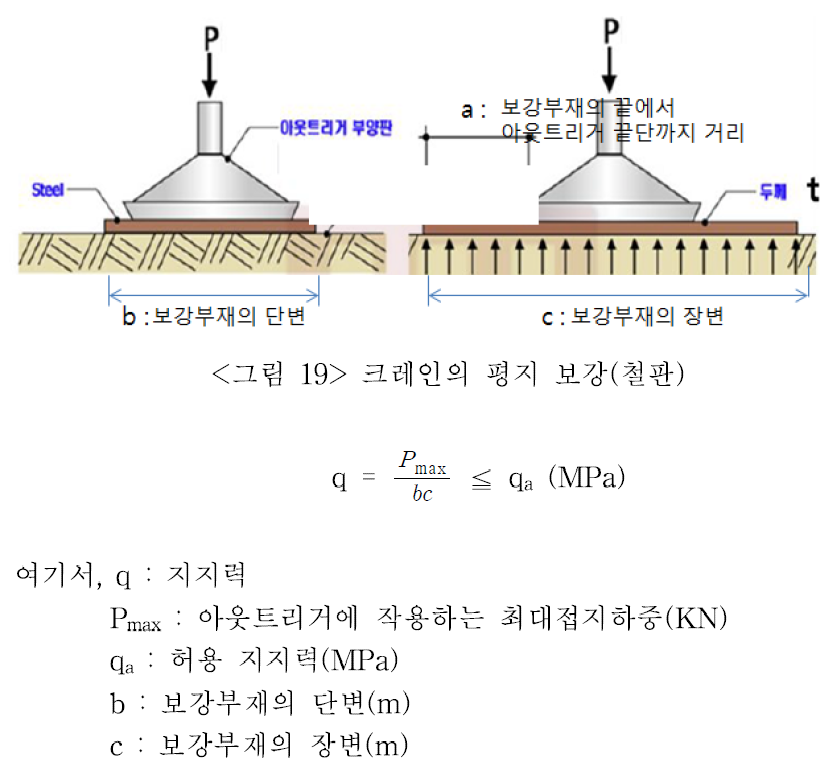 P
P
a : 보강부재의 끝에서
아웃트리거 끝단까지 거리
아웃트리거 부양판
Steel
두께 t
b : 보강부재의 단변
c : 보강부재의 장변
<그림 19> 크레인의 평지 보강(철판)
q = Pmax/bc ≦ qa (MPa)
여기서, q : 지지력
Pmax : 아웃트리거에 작용하는 최대접지하중(KN)
qa : 허용 지지력(MPa)
b : 보강부재의 단변(m)
c : 보강부재의 장변(m)